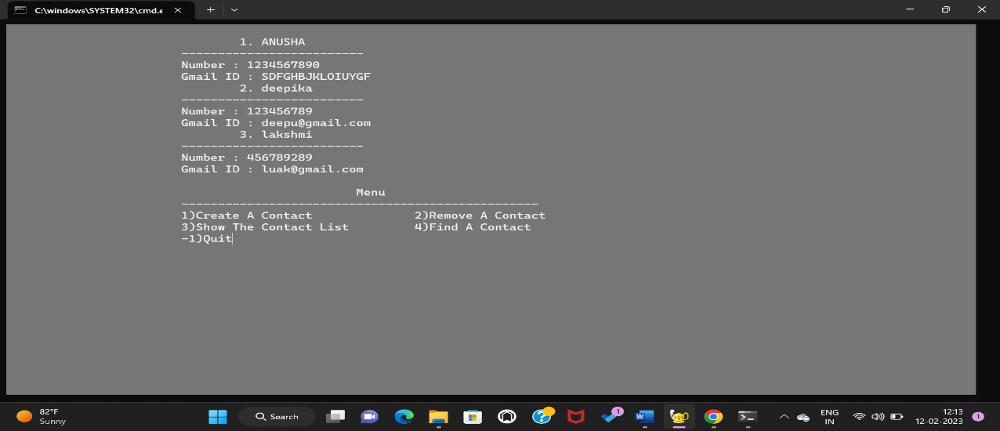 C:\windows\SYSTEM32\cmd.e
1. ANUSHA
-------------------------
Number : 1234567890
Gmail ID : SDFGHBJKLOIUYGF
2. deepika
-------------------------
Number : 123456789
Gmail ID : deepu@gmail.com
3. lakshmi
-------------------------
Number : 456789289
Gmail ID : luak@gmail.com
Menu
-------------------------------------------------
1)Create A Contact 2)Remove A Contact
3)Show The Contact List 4)Find A Contact
-1)Quit
82°F
Sunny
Search
1
W
ENG
IN
12:13
12-02-2023
1